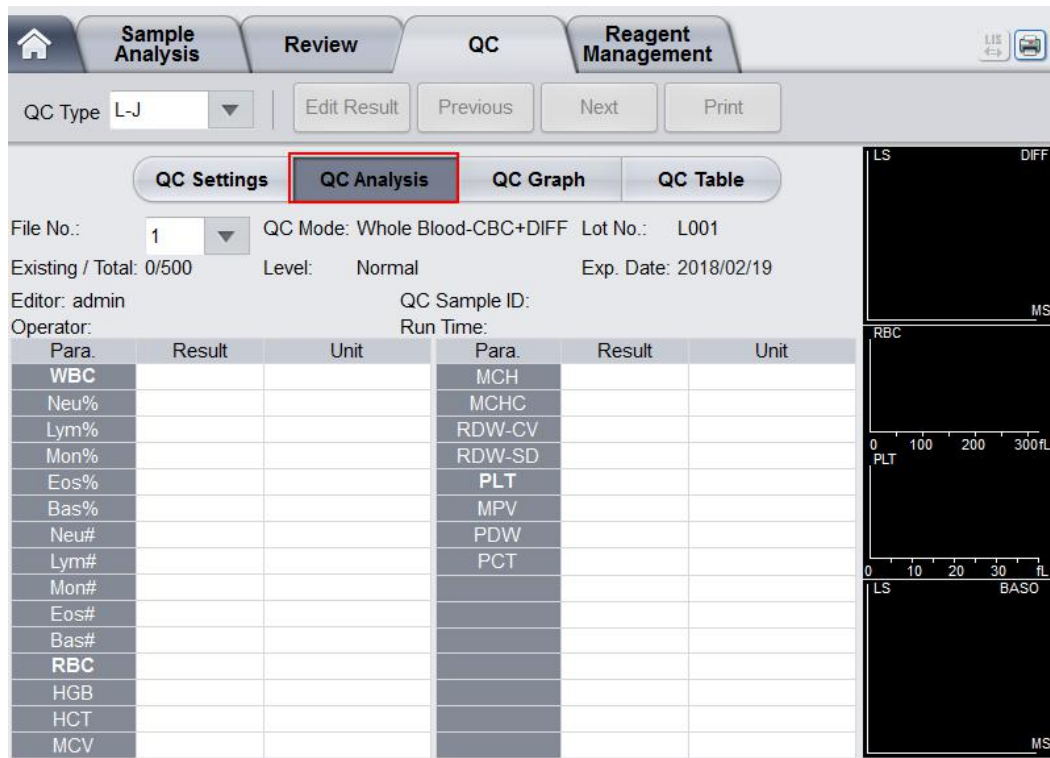 Sample Analysis Review QC Reagent Management LIS
QC Type L-J Edit Result Previous Next Print
QC Settings QC Analysis QC Graph QC Table
File No.: 1 QC Mode: Whole Blood-CBC+DIFF Lot No.: L001
Existing / Total: 0/500 Level: Normal Exp. Date: 2018/02/19
Editor: admin QC Sample ID:
Operator: Run Time:
Para. Result Unit Para. Result Unit
WBC MCH
Neu% MCHC
Lym% RDW-CV
Mon% RDW-SD
Eos% PLT
Bas% MPV
Neu# PDW
Lym# PCT
Mon#
Eos#
Bas#
RBC
HGB
HCT
MCV
LS DIFF
MS
RBC
0 100 200 300 fL
PLT
0 10 20 30 fL
LS BASO
MS